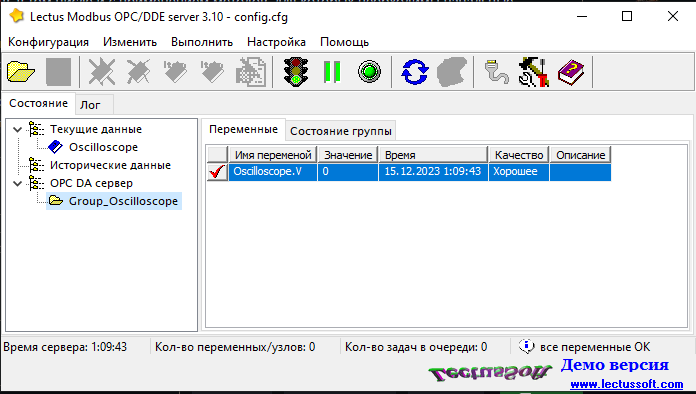 Lectus Modbus OPC/DDE server 3.10 - config.cfg
Конфигурация Изменить Выполнить Настройка Помощь
Состояние Лог
Текущие данные
Oscilloscope
Исторические данные
OPC DA сервер
Group_Oscilloscope
Переменные Состояние группы
Имя переменой Значение Время Качество Описание
Oscilloscope.V 0 15.12.2023 1:09:43 Хорошее
Время сервера: 1:09:43 Кол-во переменных/узлов: 0 Кол-во задач в очереди: 0 все переменные ОК
LectusSoft Демо версия
www.lectussoft.com